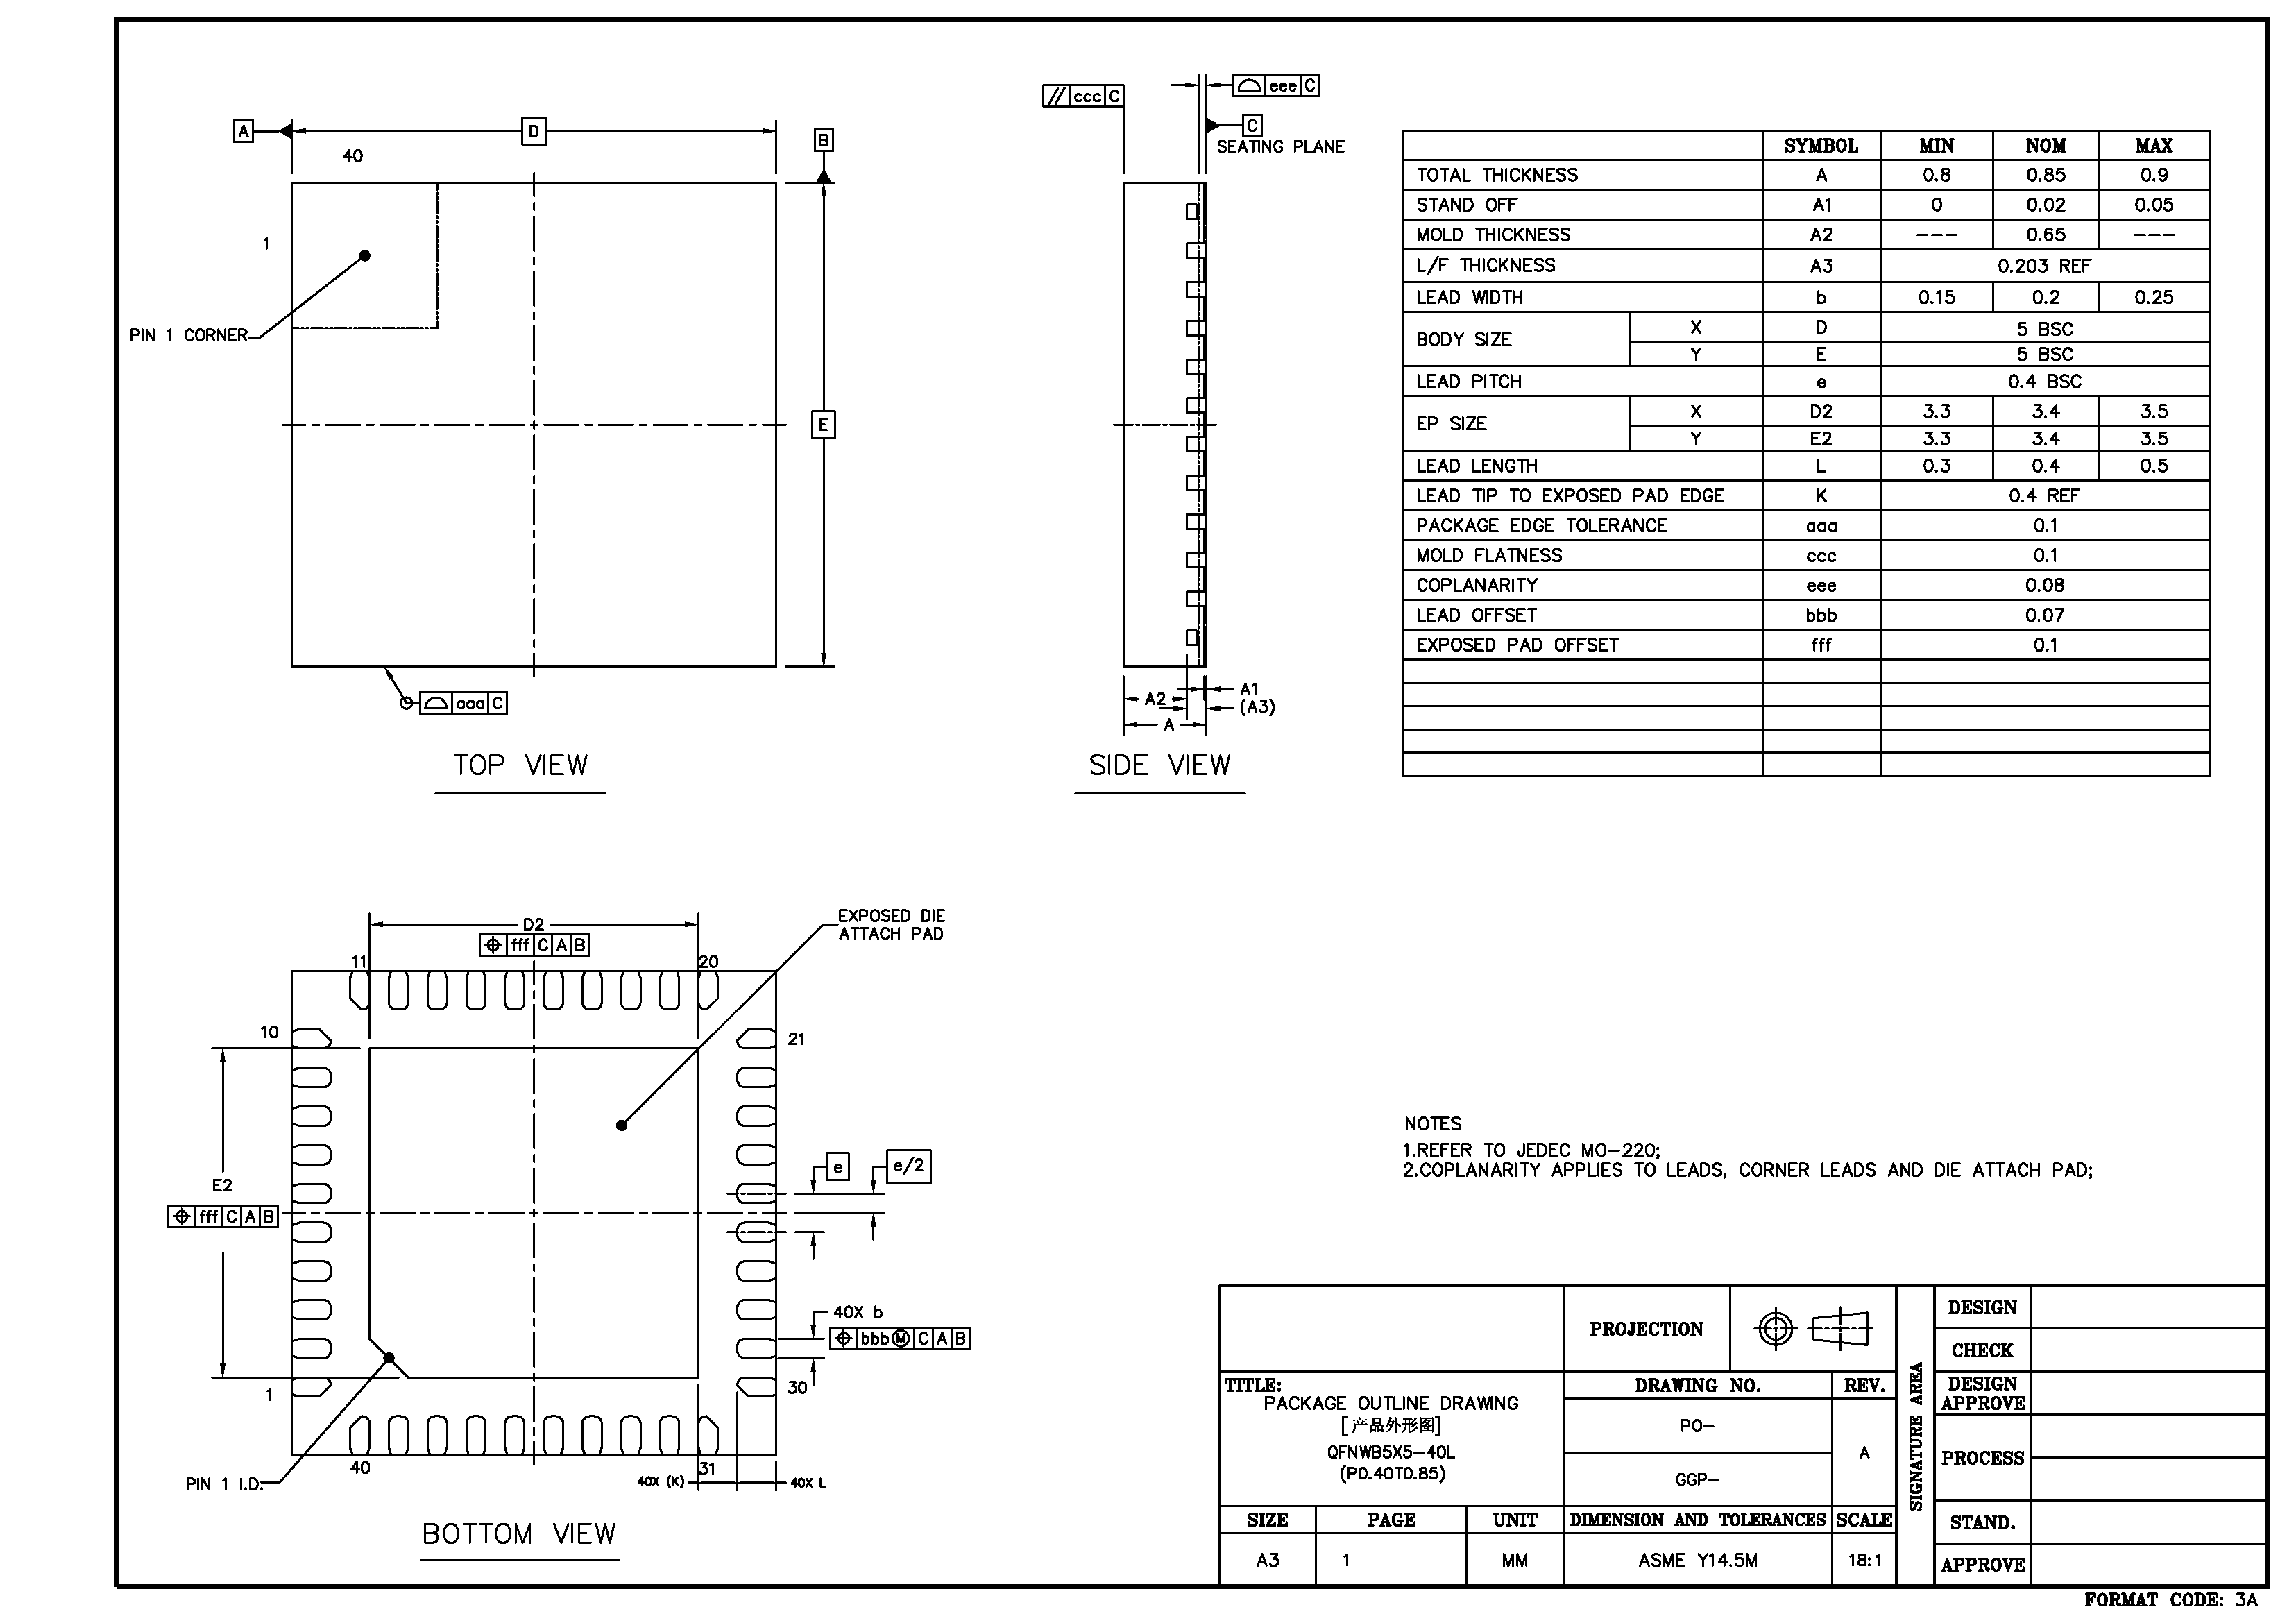 A
D
B
40
1
PIN 1 CORNER
E
aaa C
TOP VIEW
// ccc C
eee C
C
SEATING PLANE
A1
A2
(A3)
A
SIDE VIEW
SYMBOL MIN NOM MAX
TOTAL THICKNESS A 0.8 0.85 0.9
STAND OFF A1 0 0.02 0.05
MOLD THICKNESS A2 --- 0.65 ---
L/F THICKNESS A3 0.203 REF
LEAD WIDTH b 0.15 0.2 0.25
BODY SIZE X D 5 BSC
Y E 5 BSC
LEAD PITCH e 0.4 BSC
EP SIZE X D2 3.3 3.4 3.5
Y E2 3.3 3.4 3.5
LEAD LENGTH L 0.3 0.4 0.5
LEAD TIP TO EXPOSED PAD EDGE K 0.4 REF
PACKAGE EDGE TOLERANCE aaa 0.1
MOLD FLATNESS ccc 0.1
COPLANARITY eee 0.08
LEAD OFFSET bbb 0.07
EXPOSED PAD OFFSET fff 0.1
D2
⌖ fff C A B
EXPOSED DIE
ATTACH PAD
11
20
10
21
e
e/2
E2
⌖ fff C A B
40X b
⌖ bbbⓂ C A B
1
30
40
31
PIN 1 I.D.
40X (K)
40X L
BOTTOM VIEW
NOTES
1.REFER TO JEDEC MO-220;
2.COPLANARITY APPLIES TO LEADS, CORNER LEADS AND DIE ATTACH PAD;
PROJECTION
TITLE:
PACKAGE OUTLINE DRAWING
[产品外形图]
QFNWB5X5-40L
(P0.40T0.85)
DRAWING NO. REV.
PO-
GGP-
A
SIZE PAGE UNIT DIMENSION AND TOLERANCES SCALE
A3 1 MM ASME Y14.5M 18:1
SIGNATURE AREA
DESIGN
CHECK
DESIGN
APPROVE
PROCESS
STAND.
APPROVE
FORMAT CODE: 3A